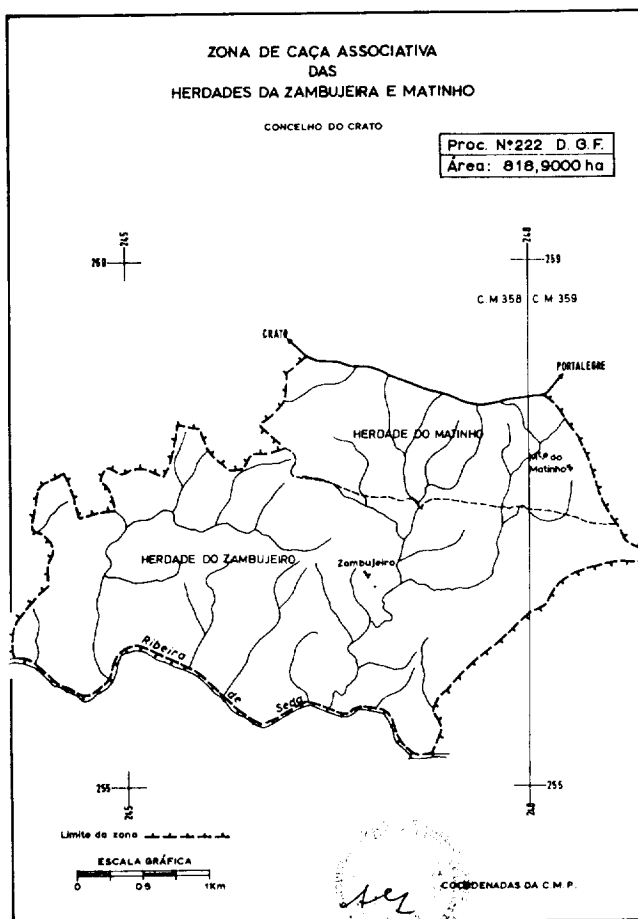 ZONA DE CAÇA ASSOCIATIVA
DAS
HERDADES DA ZAMBUJEIRA E MATINHO
CONCELHO DO CRATO
Proc. Nº222 D. G. F.
Área: 818,9000 ha
245
240
260
259
C.M 358 C.M 359
CRATO
PORTALEGRE
HERDADE DO MATINHO
Mte do
Matinho
HERDADE DO ZAMBUJEIRO
Zambujeiro
Ribeira de Seda
255
255
245
240
Limite da zona
ESCALA GRÁFICA
0 0.5 1Km
COORDENADAS DA C.M.P.